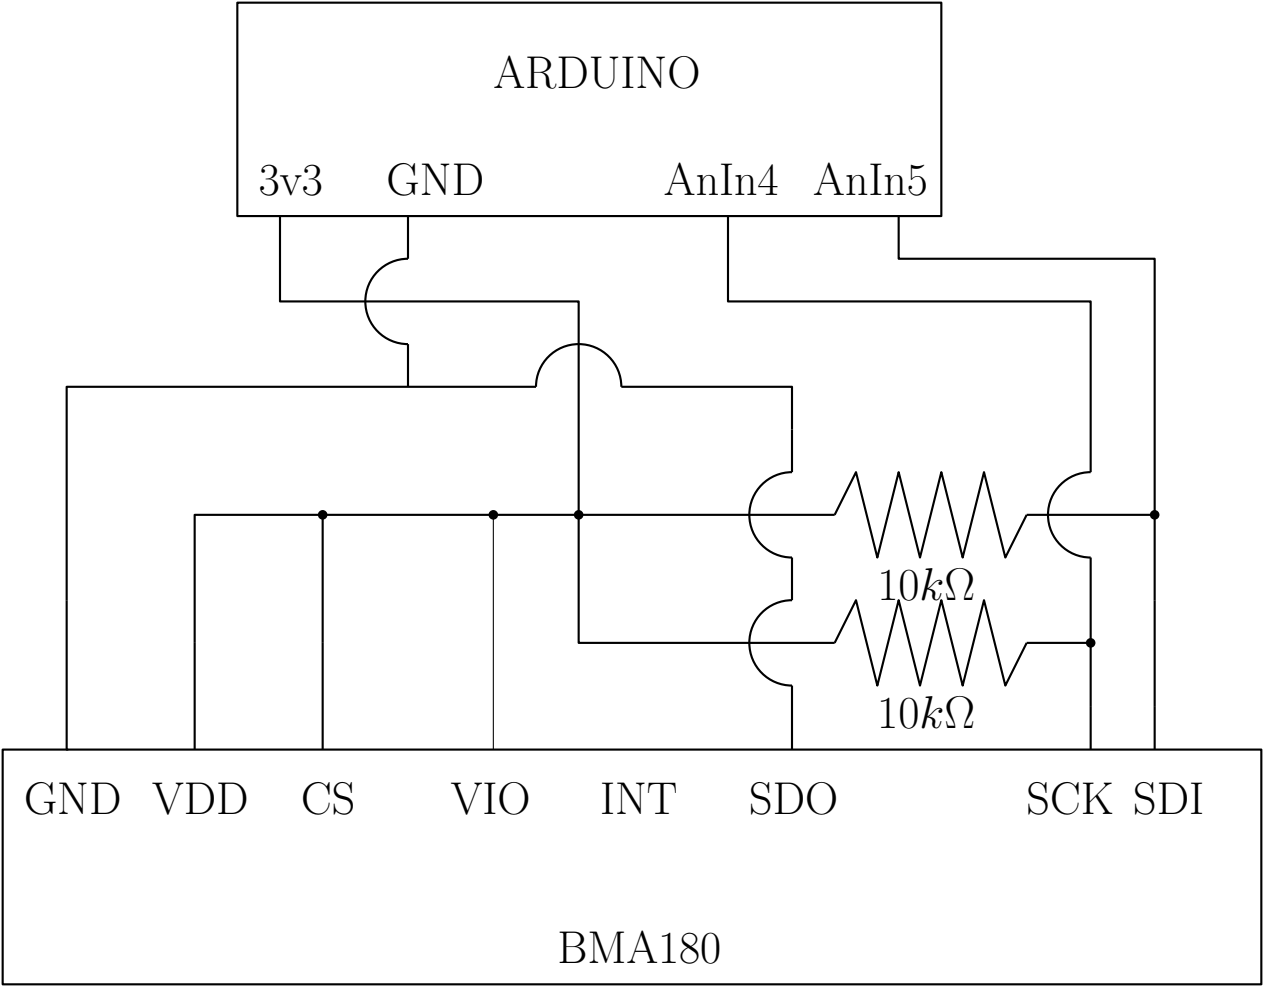 ARDUINO
3v3 GND AnIn4 AnIn5
10kΩ
10kΩ
GND VDD CS VIO INT SDO SCK SDI
BMA180